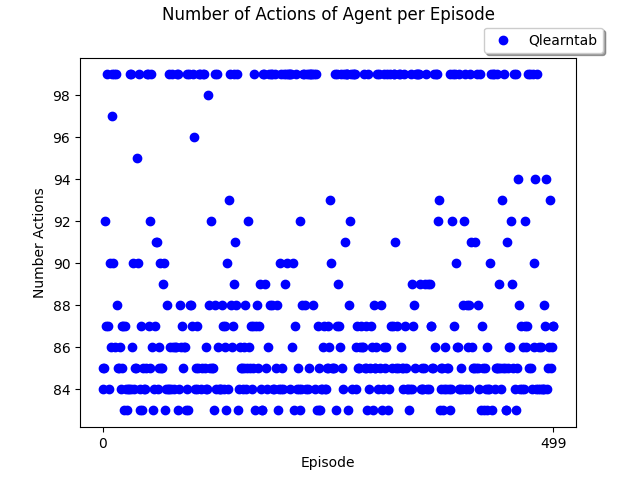 Number of Actions of Agent per Episode
Qlearntab
98
96
94
92
90
88
86
84
Number Actions
0
499
Episode